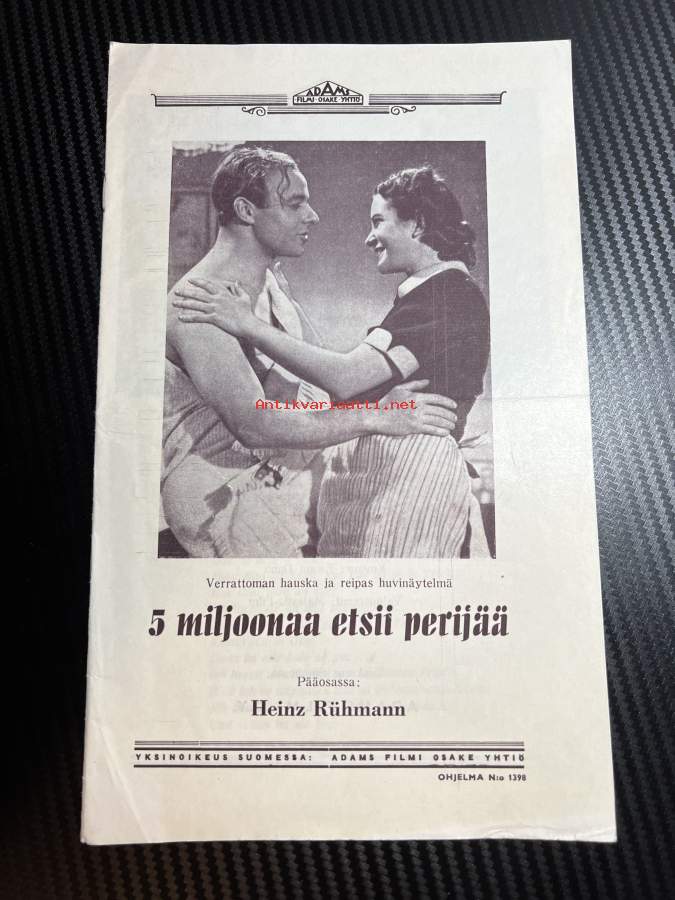 ADAMS
FILMI-OSAKE-YHTIÖ
Antikvariaatti.net
Verrattoman hauska ja reipas huvinäytelmä
5 miljoonaa etsii perijää
Pääosassa:
Heinz Rühmann
YKSINOIKEUS SUOMESSA: ADAMS FILMI OSAKE YHTIÖ
OHJELMA N:o 1398